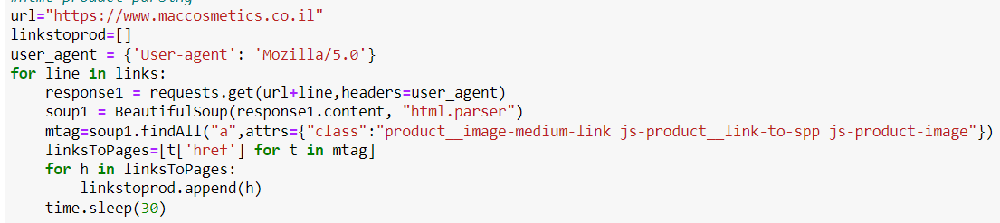 #html product parsing
url="https://www.maccosmetics.co.il"
linkstoprod=[]
user_agent = {'User-agent': 'Mozilla/5.0'}
for line in links:
    response1 = requests.get(url+line,headers=user_agent)
    soup1 = BeautifulSoup(response1.content, "html.parser")
    mtag=soup1.findAll("a",attrs={"class":"product__image-medium-link js-product__link-to-spp js-product-image"})
    linksToPages=[t['href'] for t in mtag]
    for h in linksToPages:
        linkstoprod.append(h)
    time.sleep(30)